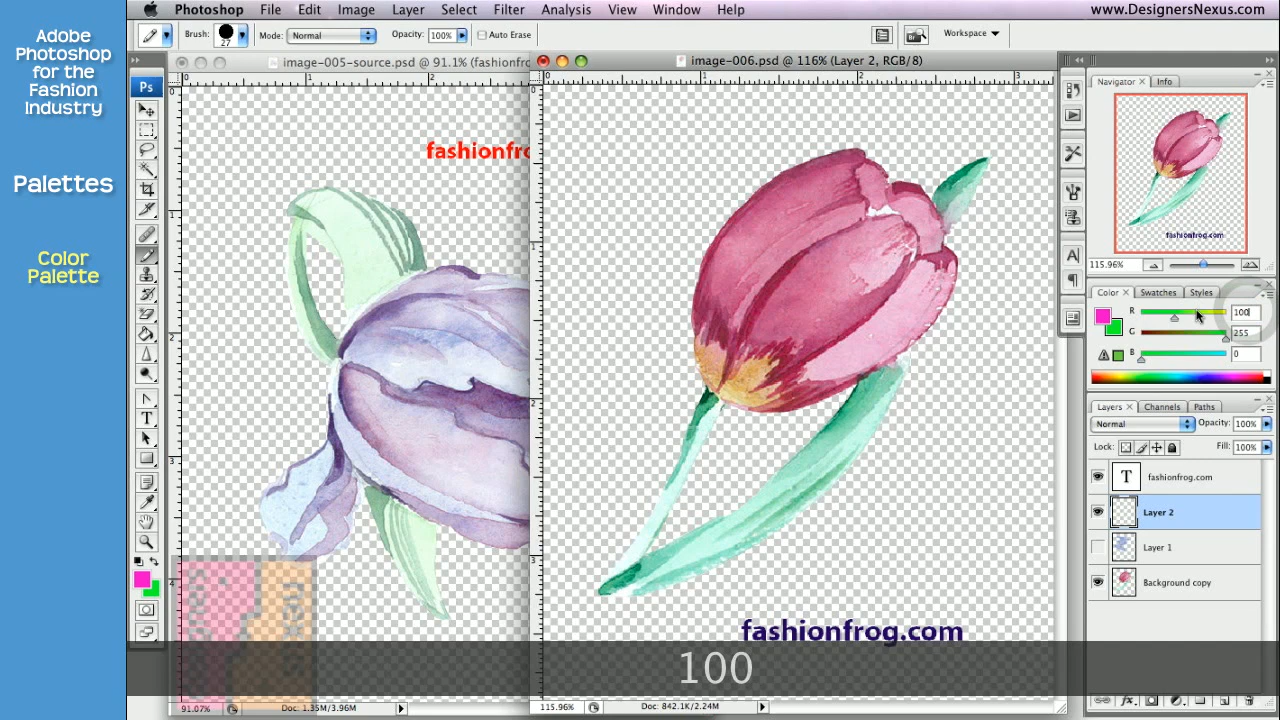 Photoshop File Edit Image Layer Select Filter Analysis View Window Help
www.DesignersNexus.com
Brush: 27 Mode: Normal Opacity: 100% Auto Erase
Workspace
Adobe
Photoshop
for the
Fashion
Industry
Palettes
Color
Palette
Ps
image-005-source.psd @ 91.1% (fashionfro
image-006.psd @ 116% (Layer 2, RGB/8)
fashionfro
fashionfrog.com
Navigator Info
fashionfrog.com
115.96%
Color Swatches Styles
R 100
G 255
B 0
Layers Channels Paths
Normal Opacity: 100%
Lock: Fill: 100%
T fashionfrog.com
Layer 2
Layer 1
Background copy
100
91.07% Doc: 1.35M/3.96M
115.96% Doc: 842.1K/2.24M